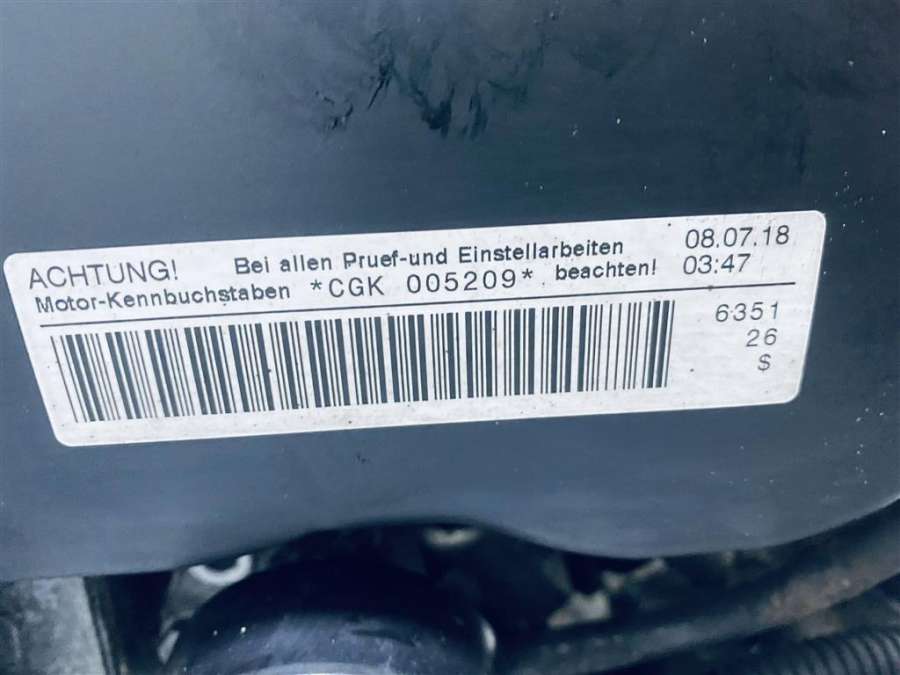 ACHTUNG! Bei allen Pruef-und Einstellarbeiten 08.07.18
Motor-Kennbuchstaben *CGK 005209* beachten! 03:47
6351
26
$